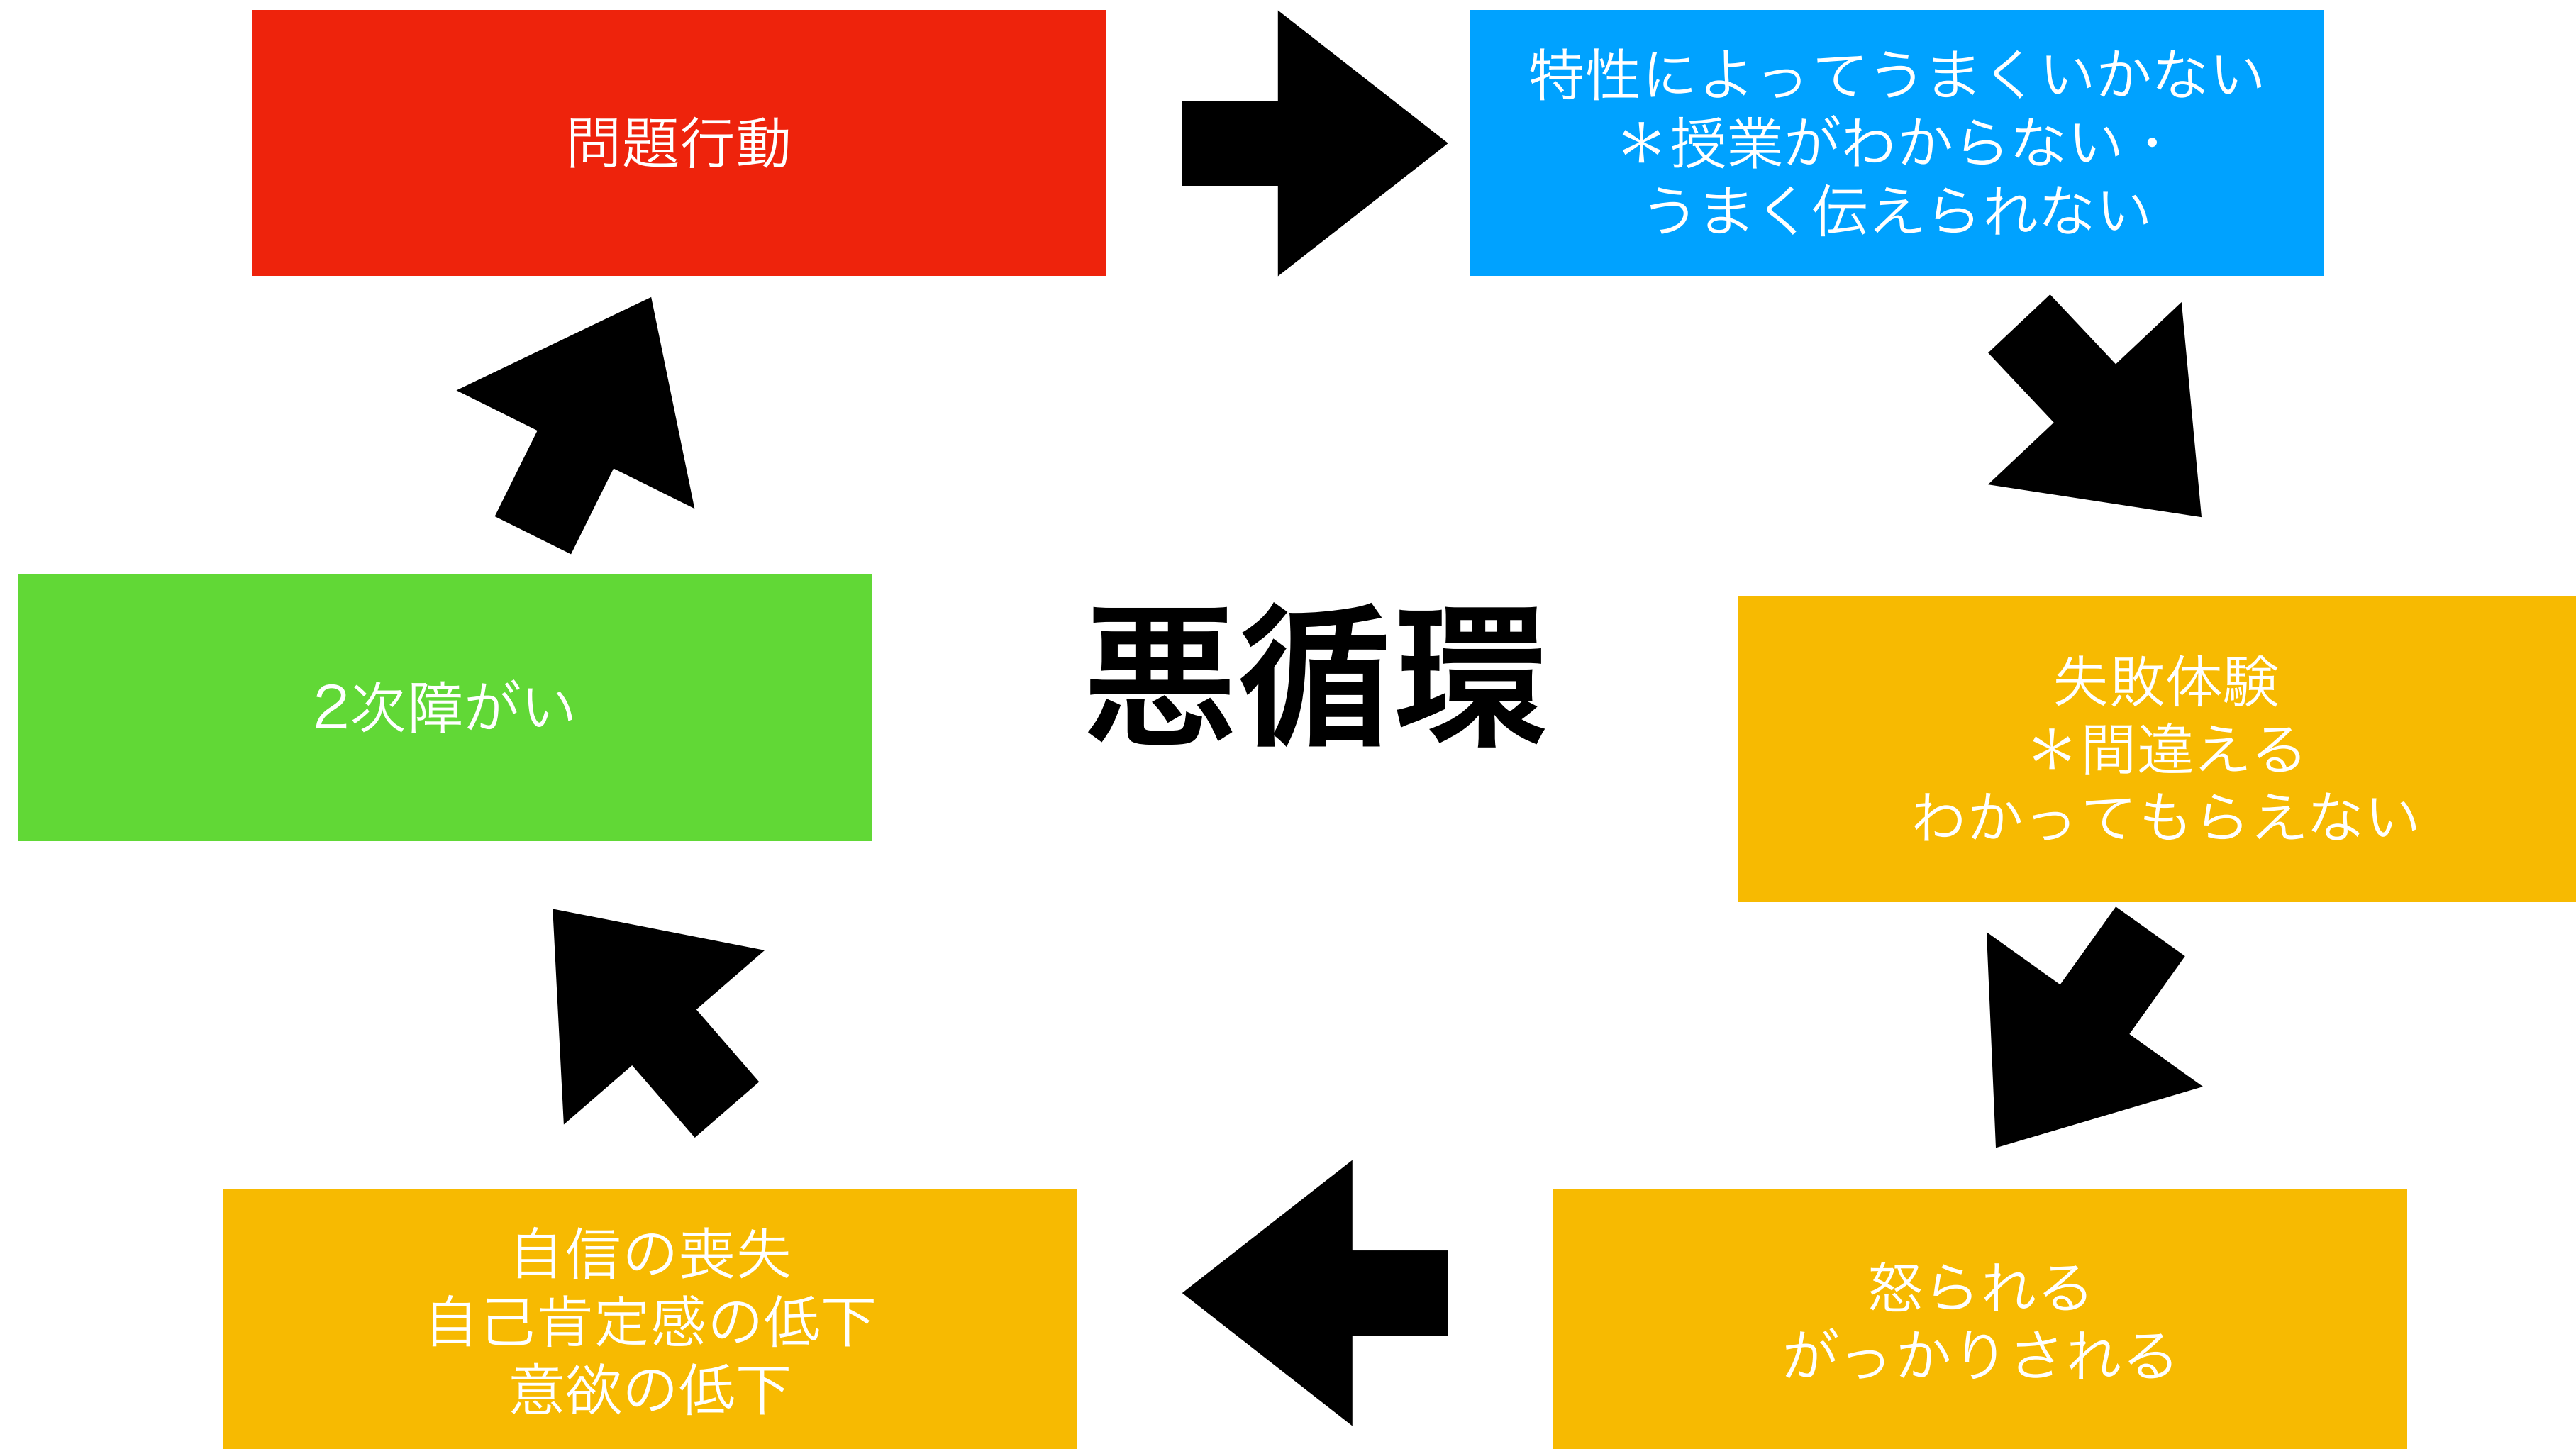 問題行動
特性によってうまくいかない
＊授業がわからない・
うまく伝えられない
悪循環
2次障がい
失敗体験
＊間違える
わかってもらえない
自信の喪失
自己肯定感の低下
意欲の低下
怒られる
がっかりされる